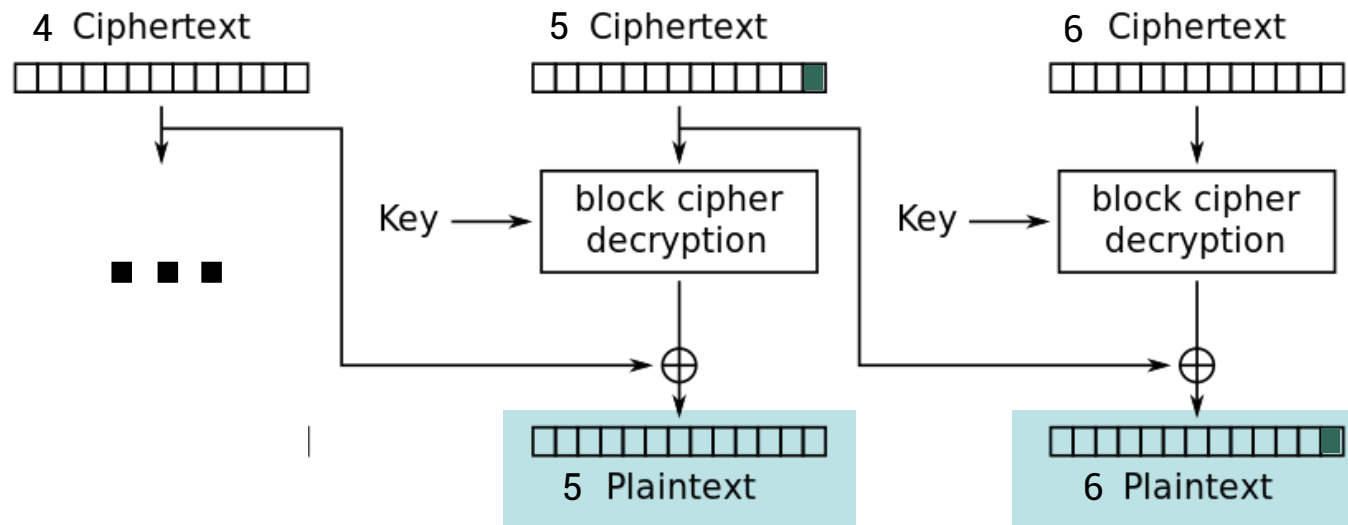 4 Ciphertext
5 Ciphertext
6 Ciphertext
Key
block cipher
decryption
Key
block cipher
decryption
5 Plaintext
6 Plaintext